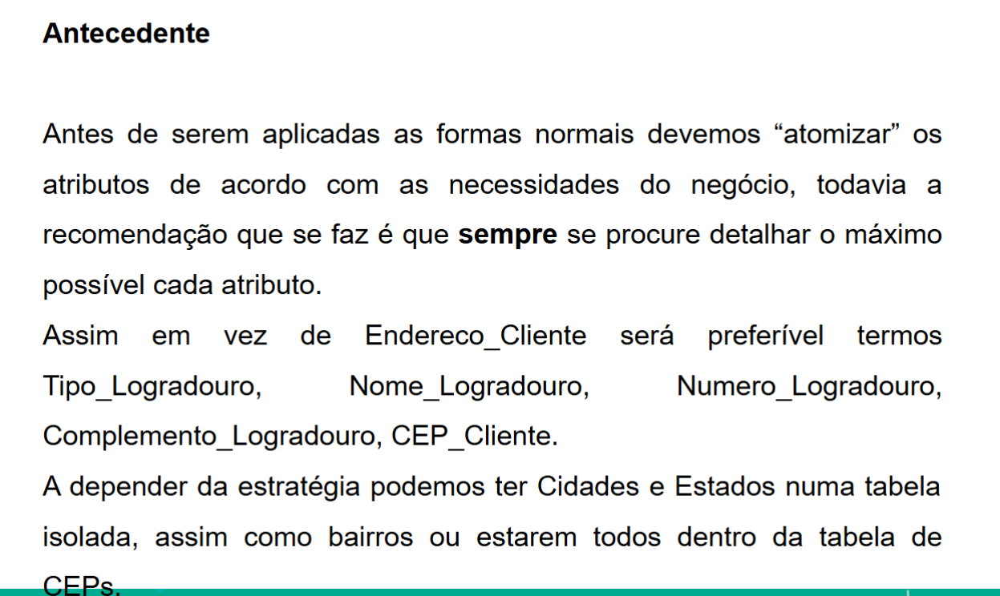 Antecedente
Antes de serem aplicadas as formas normais devemos “atomizar” os
atributos de acordo com as necessidades do negócio, todavia a
recomendação que se faz é que sempre se procure detalhar o máximo
possível cada atributo.
Assim em vez de Endereco_Cliente será preferível termos
Tipo_Logradouro, Nome_Logradouro, Numero_Logradouro,
Complemento_Logradouro, CEP_Cliente.
A depender da estratégia podemos ter Cidades e Estados numa tabela
isolada, assim como bairros ou estarem todos dentro da tabela de
CEPs.